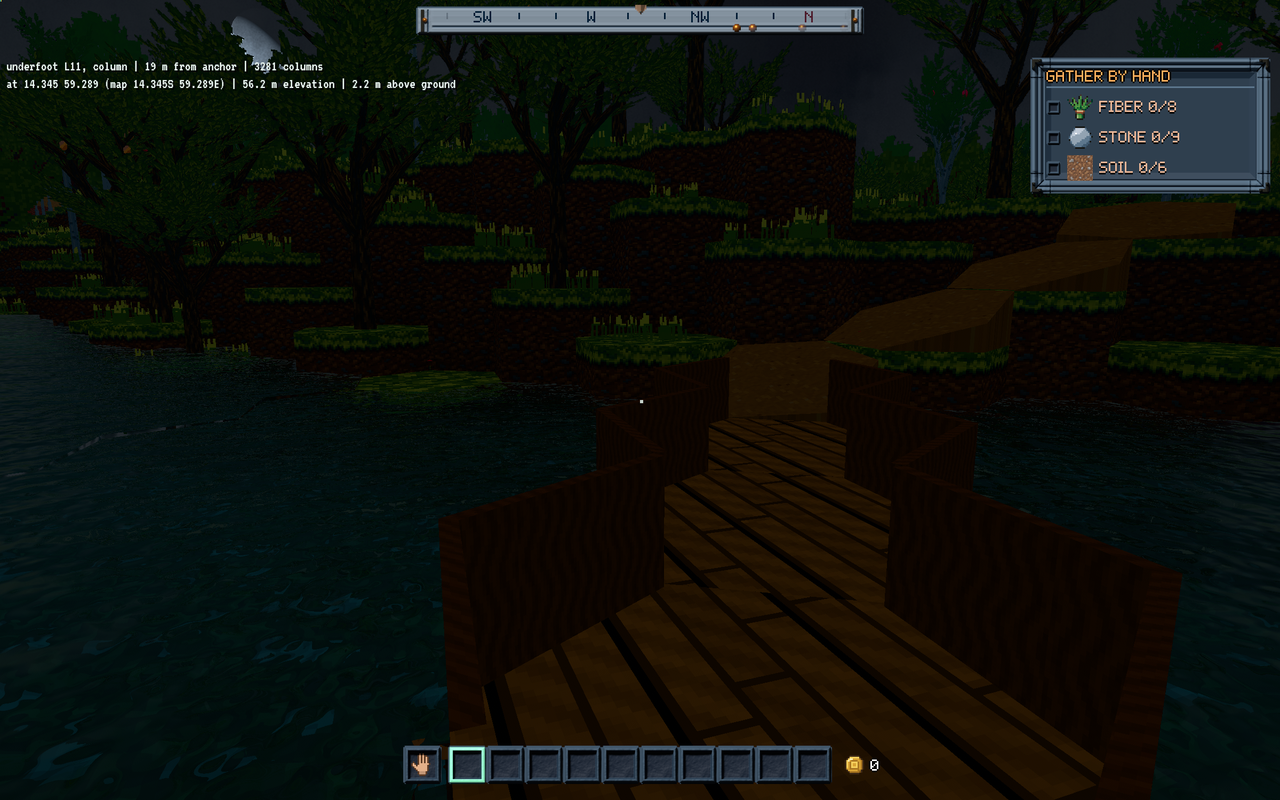 SW W NW N
underfoot L11, column | 19 m from anchor | 3281 columns
at 14.345 59.289 (map 14.345S 59.289E) | 56.2 m elevation | 2.2 m above ground
GATHER BY HAND
FIBER 0/8
STONE 0/9
SOIL 0/6
0